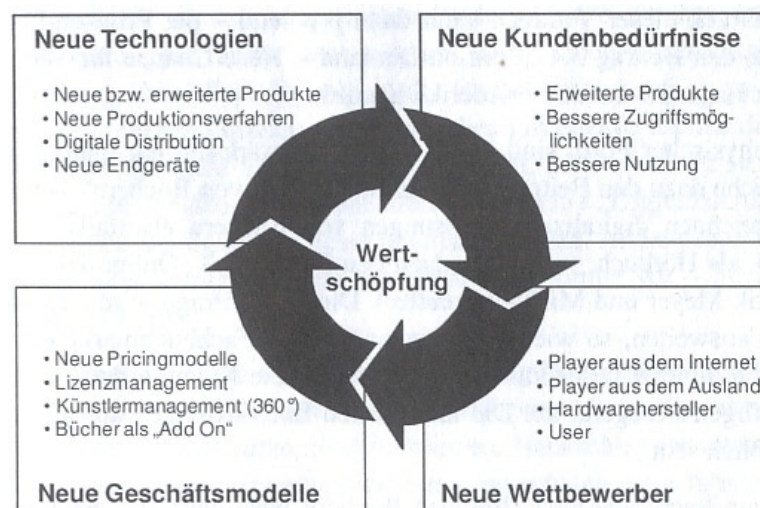 Neue Technologien
• Neue bzw. erweiterte Produkte
• Neue Produktionsverfahren
• Digitale Distribution
• Neue Endgeräte
Neue Kundenbedürfnisse
• Erweiterte Produkte
• Bessere Zugriffsmög-
lichkeiten
• Bessere Nutzung
Wert-
schöpfung
• Neue Pricingmodelle
• Lizenzmanagement
• Künstlermanagement (360°)
• Bücher als „Add On“
Neue Geschäftsmodelle
• Player aus dem Internet
• Player aus dem Ausland
• Hardwarehersteller
• User
Neue Wettbewerber